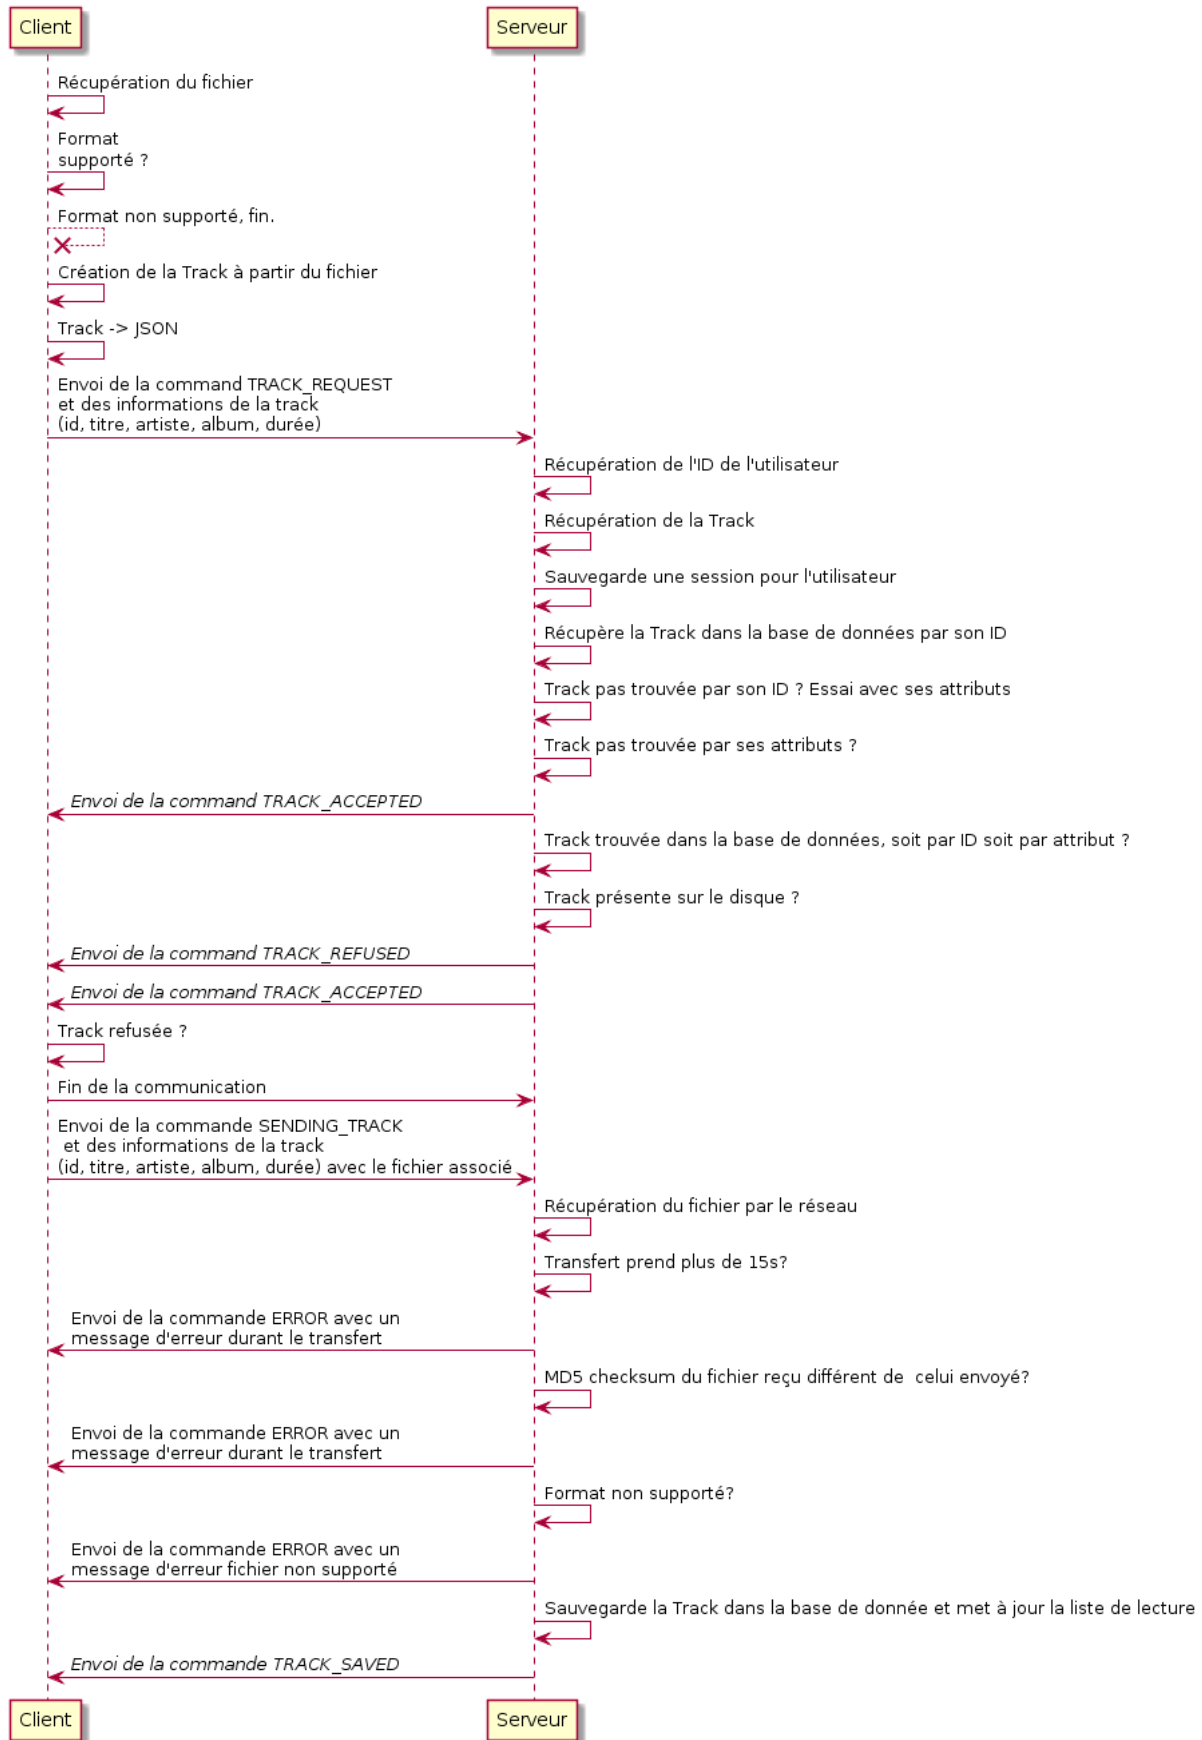 Client
Serveur
Récupération du fichier
Format
supporté ?
Format non supporté, fin.
Création de la Track à partir du fichier
Track -> JSON
Envoi de la command TRACK_REQUEST
et des informations de la track
(id, titre, artiste, album, durée)
Récupération de l'ID de l'utilisateur
Récupération de la Track
Sauvegarde une session pour l'utilisateur
Récupère la Track dans la base de données par son ID
Track pas trouvée par son ID ? Essai avec ses attributs
Track pas trouvée par ses attributs ?
Envoi de la command TRACK_ACCEPTED
Track trouvée dans la base de données, soit par ID soit par attribut ?
Track présente sur le disque ?
Envoi de la command TRACK_REFUSED
Envoi de la command TRACK_ACCEPTED
Track refusée ?
Fin de la communication
Envoi de la commande SENDING_TRACK
et des informations de la track
(id, titre, artiste, album, durée) avec le fichier associé
Récupération du fichier par le réseau
Transfert prend plus de 15s?
Envoi de la commande ERROR avec un
message d'erreur durant le transfert
MD5 checksum du fichier reçu différent de  celui envoyé?
Envoi de la commande ERROR avec un
message d'erreur durant le transfert
Format non supporté?
Envoi de la commande ERROR avec un
message d'erreur fichier non supporté
Sauvegarde la Track dans la base de donnée et met à jour la liste de lecture
Envoi de la commande TRACK_SAVED
Client
Serveur